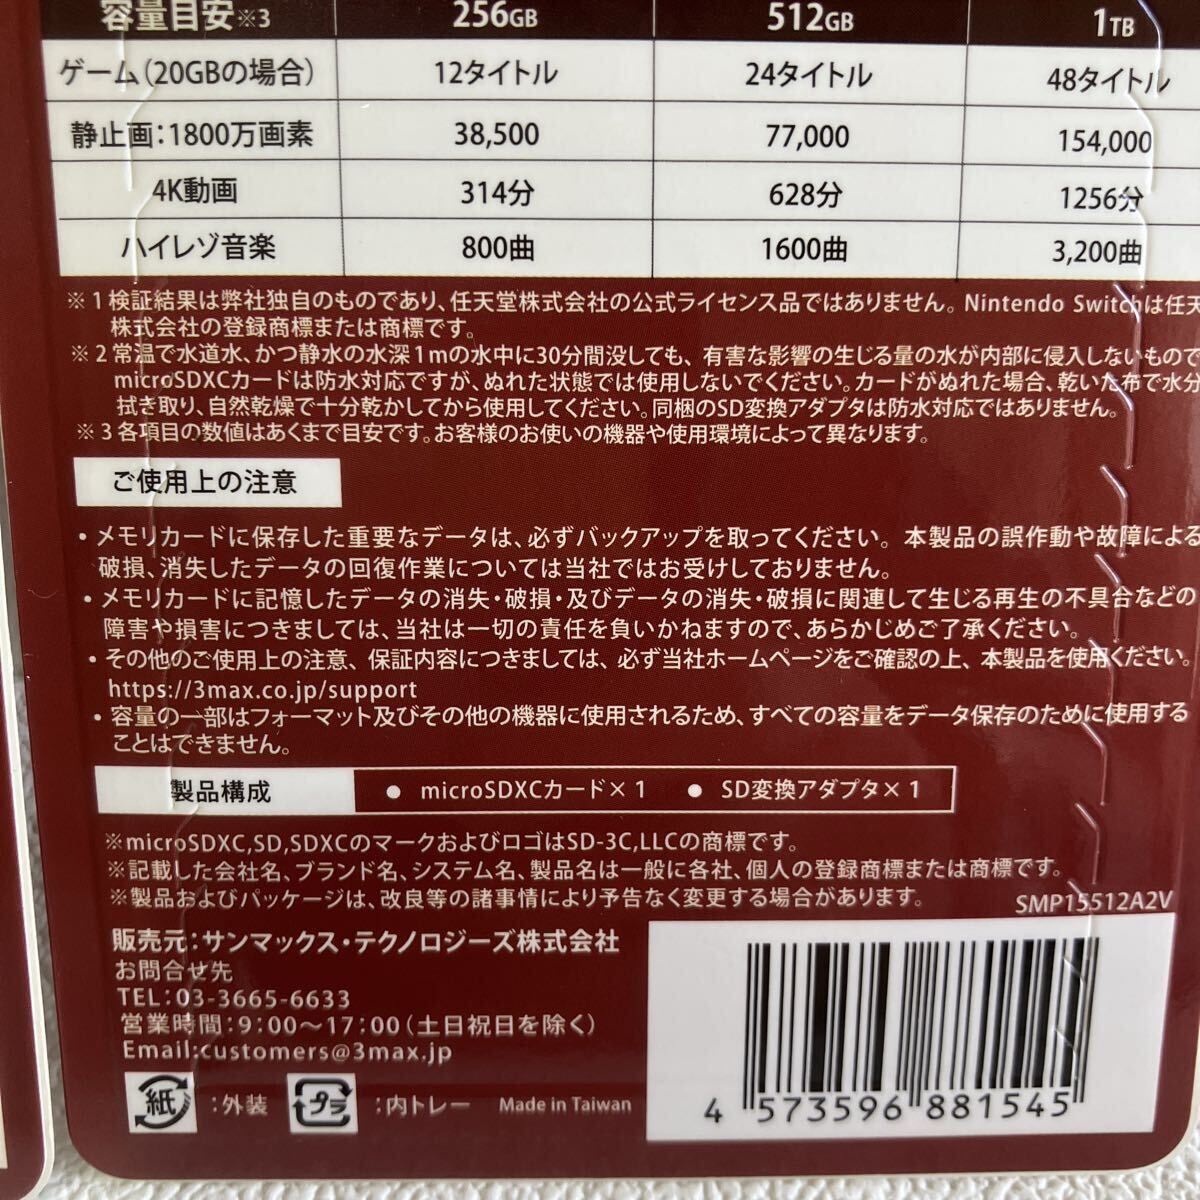 容量目安※3 256GB 512GB 1TB
ゲーム(20GBの場合) 12タイトル 24タイトル 48タイトル
静止画：1800万画素 38,500 77,000 154,000
4K動画 314分 628分 1256分
ハイレゾ音楽 800曲 1600曲 3,200曲
※1検証結果は弊社独自のものであり、任天堂株式会社の公式ライセンス品ではありません。Nintendo Switchは任天
株式会社の登録商標または商標です。
※2常温で水道水、かつ静水の水深1mの水中に30分間没しても、有害な影響の生じる量の水が内部に侵入しないもので
microSDXCカードは防水対応ですが、ぬれた状態では使用しないでください。カードがぬれた場合、乾いた布で水分
拭き取り、自然乾燥で十分乾かしてから使用してください。同梱のSD変換アダプタは防水対応ではありません。
※3各項目の数値はあくまで目安です。お客様のお使いの機器や使用環境によって異なります。
ご使用上の注意
・メモリカードに保存した重要なデータは、必ずバックアップを取ってください。本製品の誤作動や故障による
破損、消失したデータの回復作業については当社ではお受けしておりません。
・メモリカードに記憶したデータの消失・破損・及びデータの消失・破損に関連して生じる再生の不具合などの
障害や損害につきましては、当社は一切の責任を負いかねますので、あらかじめご了承ください。
・その他のご使用上の注意、保証内容につきましては、必ず当社ホームページをご確認の上、本製品を使用ください。
https://3max.co.jp/support
・容量の一部はフォーマット及びその他の機器に使用されるため、すべての容量をデータ保存のために使用する
ことはできません。
製品構成 ● microSDXCカード×1 ● SD変換アダプタ×1
※microSDXC,SD,SDXCのマークおよびロゴはSD-3C,LLCの商標です。
※記載した会社名、ブランド名、システム名、製品名は一般に各社、個人の登録商標または商標です。
※製品およびパッケージは、改良等の諸事情により予告なく変更する場合があります。
SMP15512A2V
販売元：サンマックス・テクノロジーズ株式会社
お問合せ先
TEL：03-3665-6633
営業時間：9:00～17:00（土日祝日を除く）
Email:customers@3max.jp
紙 ：外装 プラ ：内トレー Made in Taiwan
4 573596 881545